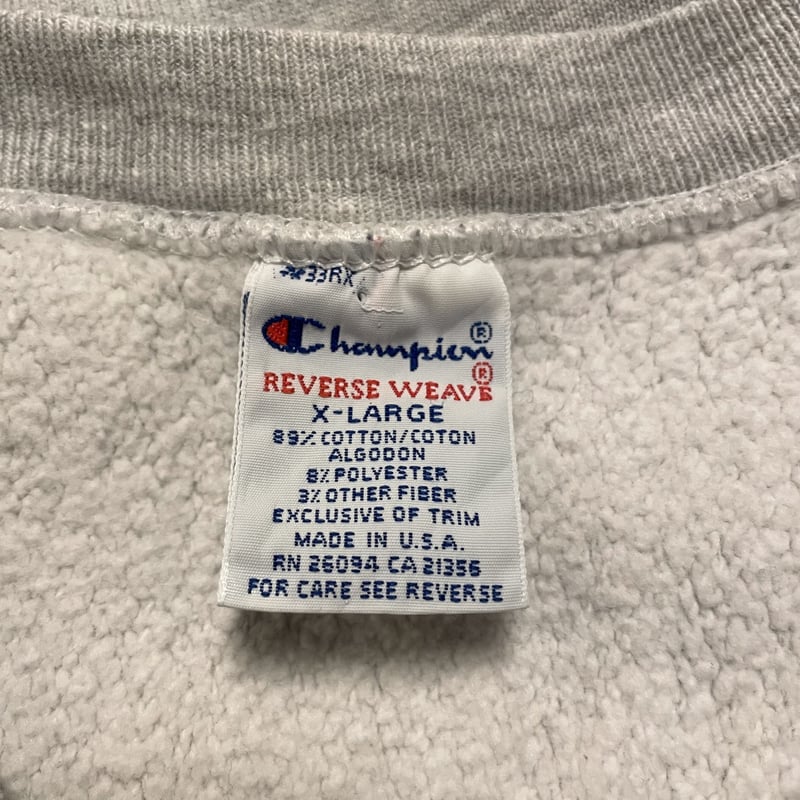 #33RX
Champion®
REVERSE WEAVE®
X-LARGE
89% COTTON/COTON
ALGODON
8% POLYESTER
3% OTHER FIBER
EXCLUSIVE OF TRIM
MADE IN U.S.A.
RN 26094 CA 21356
FOR CARE SEE REVERSE